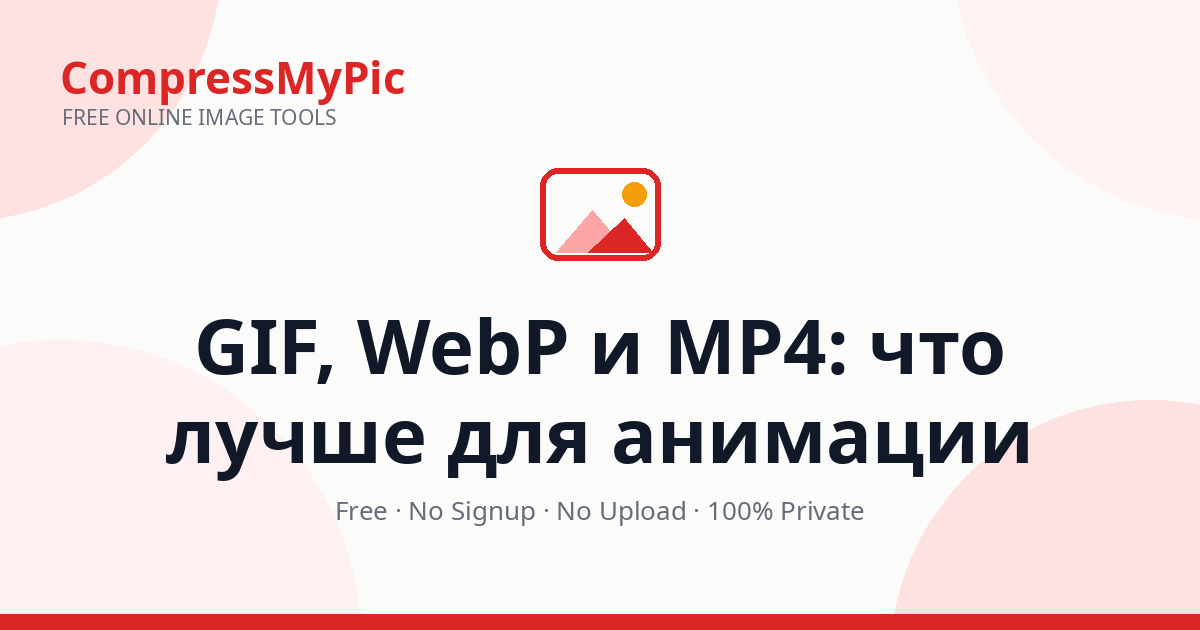 CompressMyPic
FREE ONLINE IMAGE TOOLS
GIF, WebP и MP4: что
лучше для анимации
Free · No Signup · No Upload · 100% Private